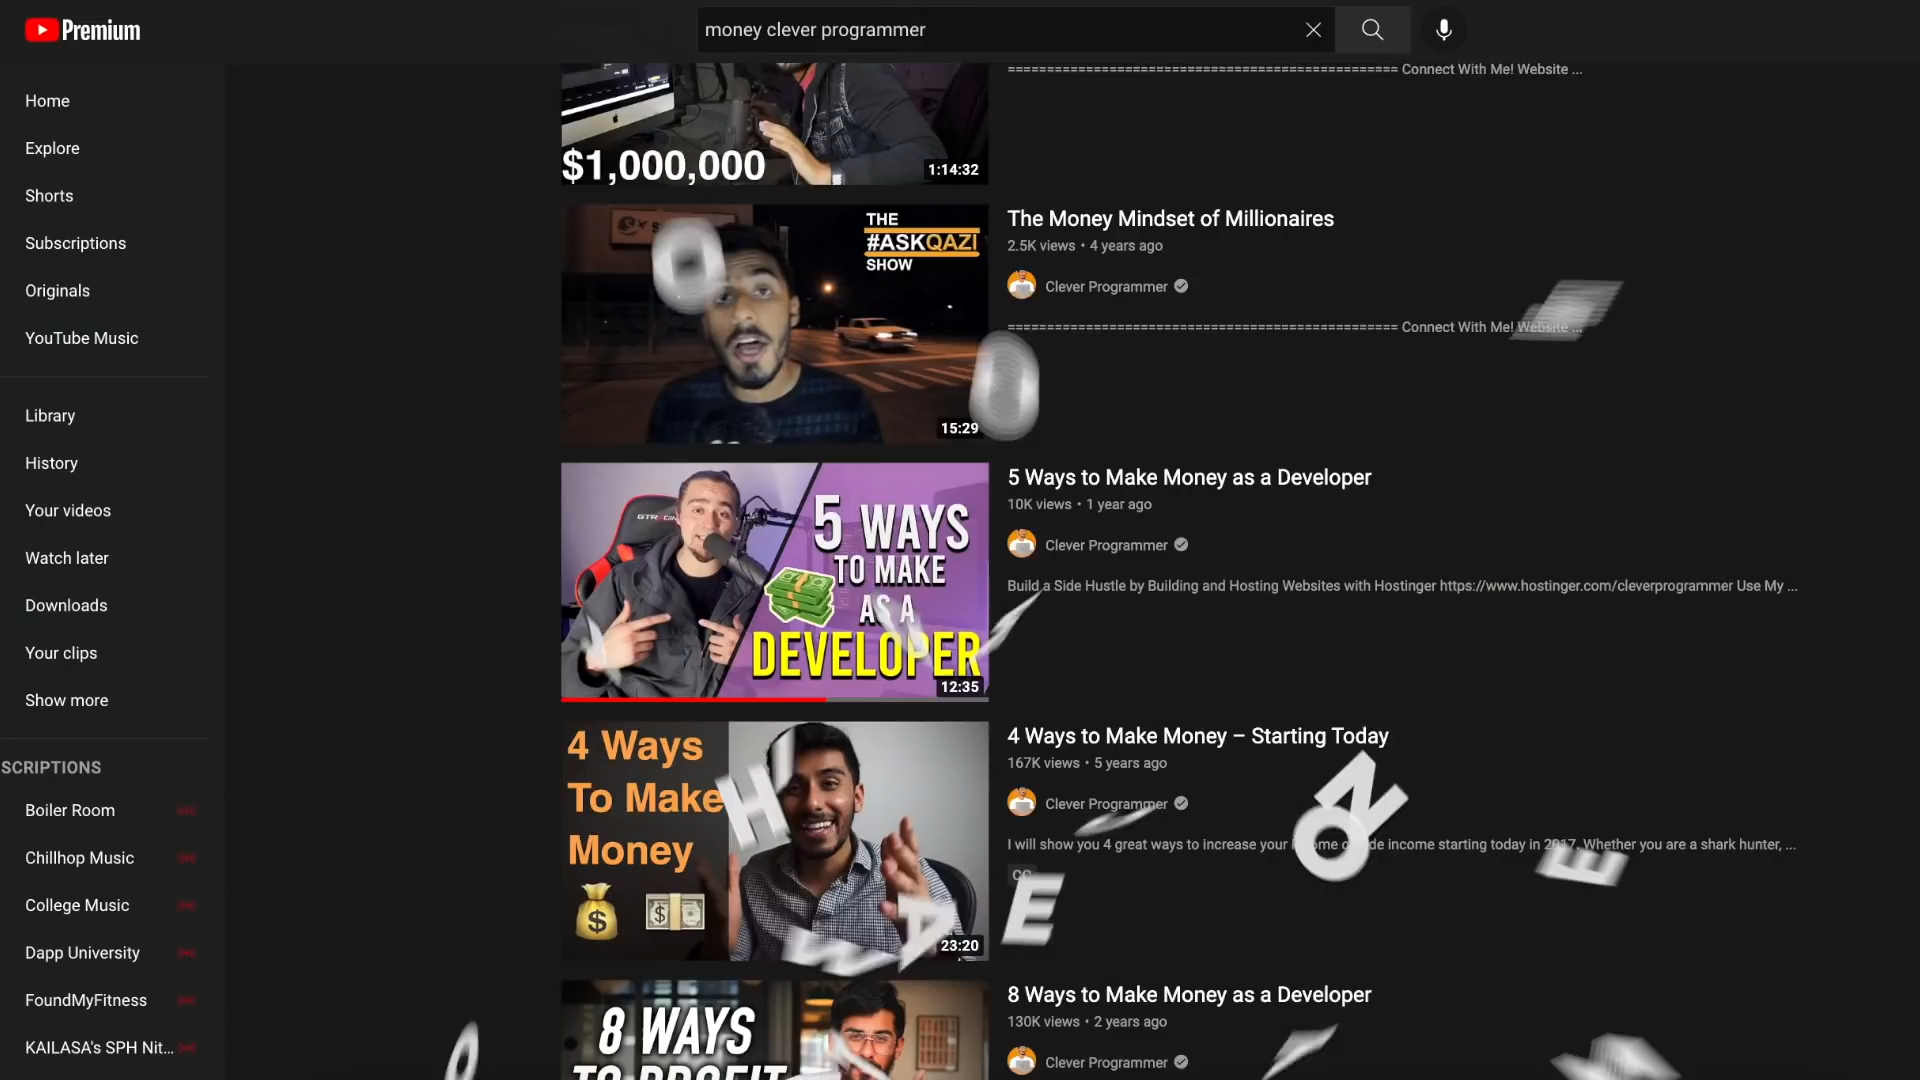 Premium
money clever programmer
Home
Explore
Shorts
Subscriptions
Originals
YouTube Music
Library
History
Your videos
Watch later
Downloads
Your clips
Show more
SCRIPTIONS
Boiler Room
Chillhop Music
College Music
Dapp University
FoundMyFitness
KAILASA's SPH Nit...
$1,000,000
1:14:32
================================================== Connect With Me! Website ...
THE
#ASKQAZI
SHOW
15:29
The Money Mindset of Millionaires
2.5K views • 4 years ago
Clever Programmer
================================================== Connect With Me! Website ...
5 WAYS
TO MAKE
AS A
DEVELOPER
12:35
5 Ways to Make Money as a Developer
10K views • 1 year ago
Clever Programmer
Build a Side Hustle by Building and Hosting Websites with Hostinger https://www.hostinger.com/cleverprogrammer Use My ...
4 Ways
To Make
Money
23:20
4 Ways to Make Money – Starting Today
167K views • 5 years ago
Clever Programmer
I will show you 4 great ways to increase your income starting today in 2017. Whether you are a shark hunter, ...
CC
8 WAYS
TO PROFIT
8 Ways to Make Money as a Developer
130K views • 2 years ago
Clever Programmer
H
N
O
E
E
O
O